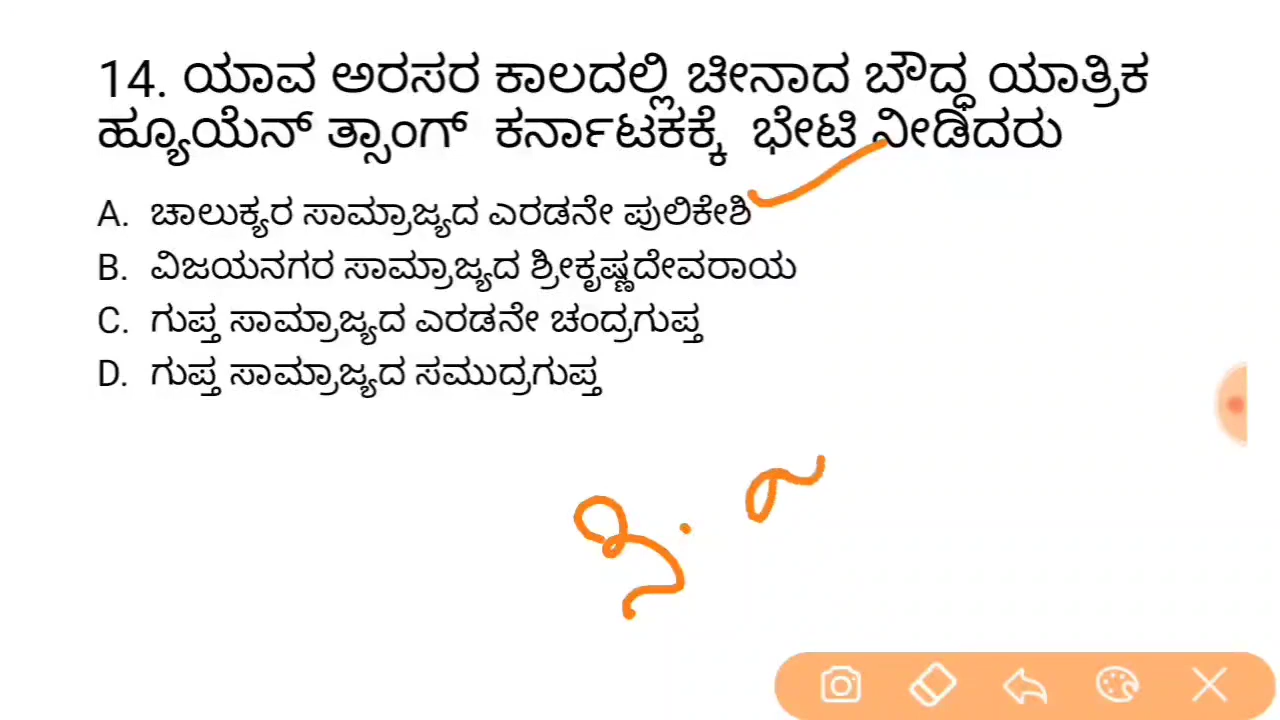 14. ಯಾವ ಅರಸರ ಕಾಲದಲ್ಲಿ ಚೀನಾದ ಬೌದ್ಧ ಯಾತ್ರಿಕ
ಹ್ಯೂಯೆನ್ ತ್ಸಾಂಗ್ ಕರ್ನಾಟಕಕ್ಕೆ ಭೇಟಿ ನೀಡಿದರು
A. ಚಾಲುಕ್ಯರ ಸಾಮ್ರಾಜ್ಯದ ಎರಡನೇ ಪುಲಿಕೇಶಿ
B. ವಿಜಯನಗರ ಸಾಮ್ರಾಜ್ಯದ ಶ್ರೀಕೃಷ್ಣದೇವರಾಯ
C. ಗುಪ್ತ ಸಾಮ್ರಾಜ್ಯದ ಎರಡನೇ ಚಂದ್ರಗುಪ್ತ
D. ಗುಪ್ತ ಸಾಮ್ರಾಜ್ಯದ ಸಮುದ್ರಗುಪ್ತ